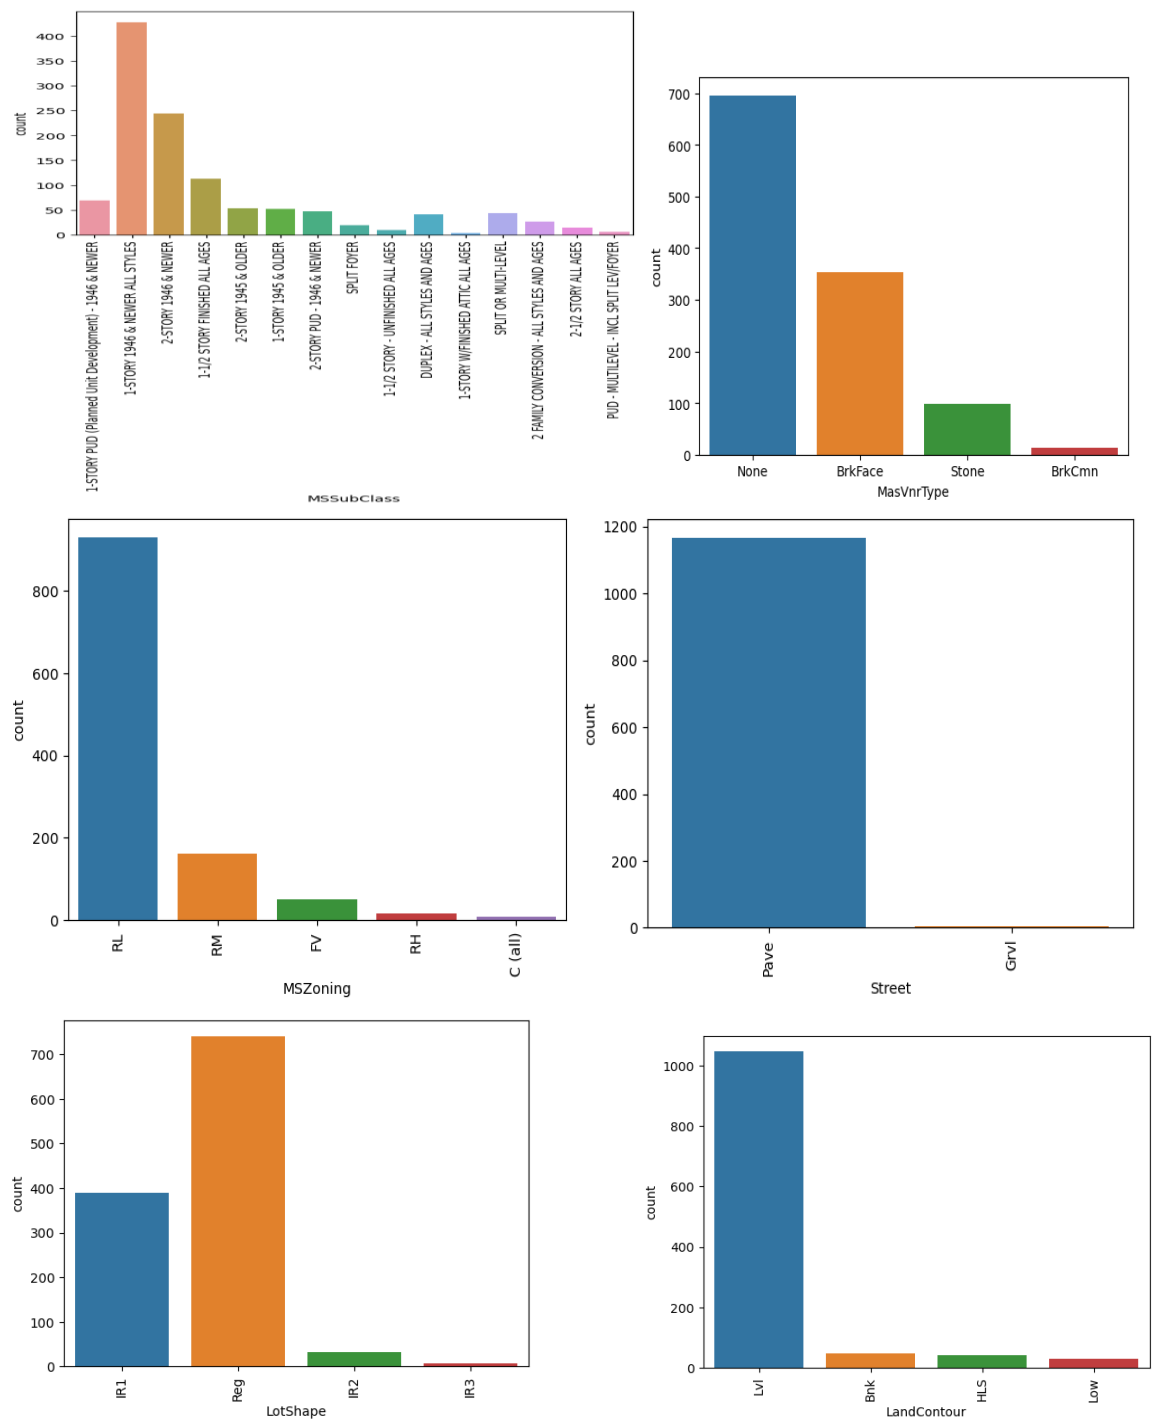 400
350
300
250
200
150
100
50
0
count
1-STORY PUD (Planned Unit Development) - 1946 & NEWER
1-STORY 1946 & NEWER ALL STYLES
2-STORY 1946 & NEWER
1-1/2 STORY FINISHED ALL AGES
2-STORY 1945 & OLDER
1-STORY 1945 & OLDER
2-STORY PUD - 1946 & NEWER
SPLIT FOYER
1-1/2 STORY - UNFINISHED ALL AGES
DUPLEX - ALL STYLES AND AGES
1-STORY W/FINISHED ATTIC ALL AGES
SPLIT OR MULTI-LEVEL
2 FAMILY CONVERSION - ALL STYLES AND AGES
2-1/2 STORY ALL AGES
PUD - MULTILEVEL - INCL SPLIT LEV/FOYER
MSSubClass
700
600
500
400
300
200
100
0
count
None BrkFace Stone BrkCmn
MasVnrType
800
600
400
200
0
count
RL
RM
FV
RH
C (all)
MSZoning
1200
1000
800
600
400
200
0
count
Pave
Grvl
Street
700
600
500
400
300
200
100
0
count
IR1
Reg
IR2
IR3
LotShape
1000
800
600
400
200
0
count
Lvl
Bnk
HLS
Low
LandContour